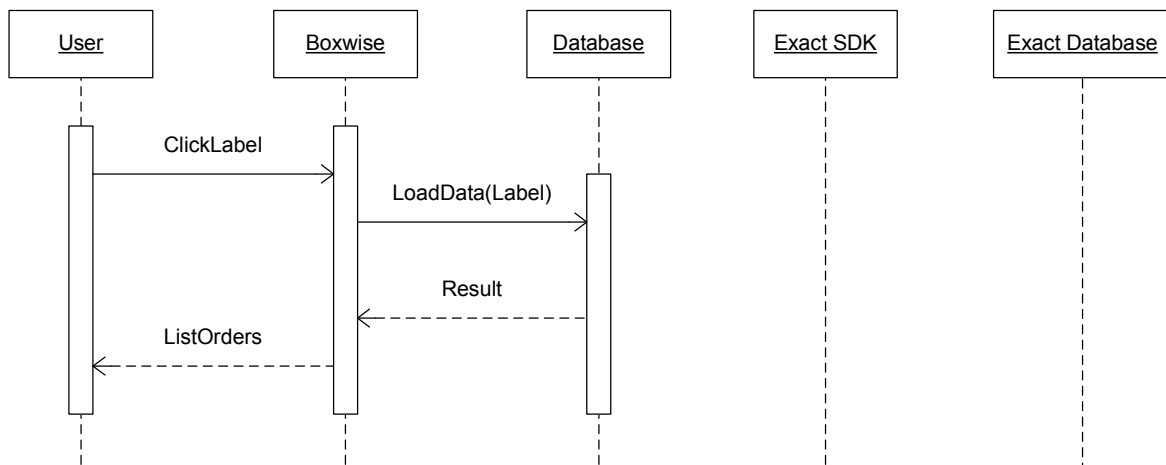 User
Boxwise
Database
Exact SDK
Exact Database
ClickLabel
LoadData(Label)
Result
ListOrders